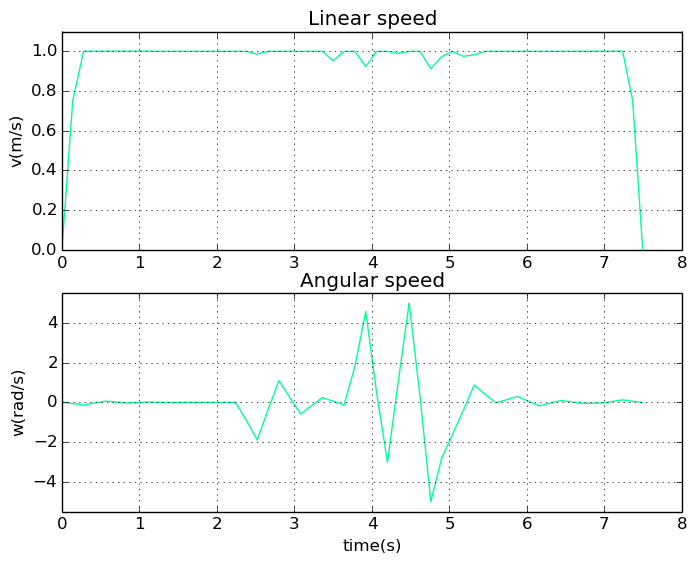 Linear speed
1.0
0.8
0.6
0.4
0.2
0.0
v(m/s)
0 1 2 3 4 5 6 7 8
Angular speed
4
2
0
−2
−4
w(rad/s)
0 1 2 3 4 5 6 7 8
time(s)